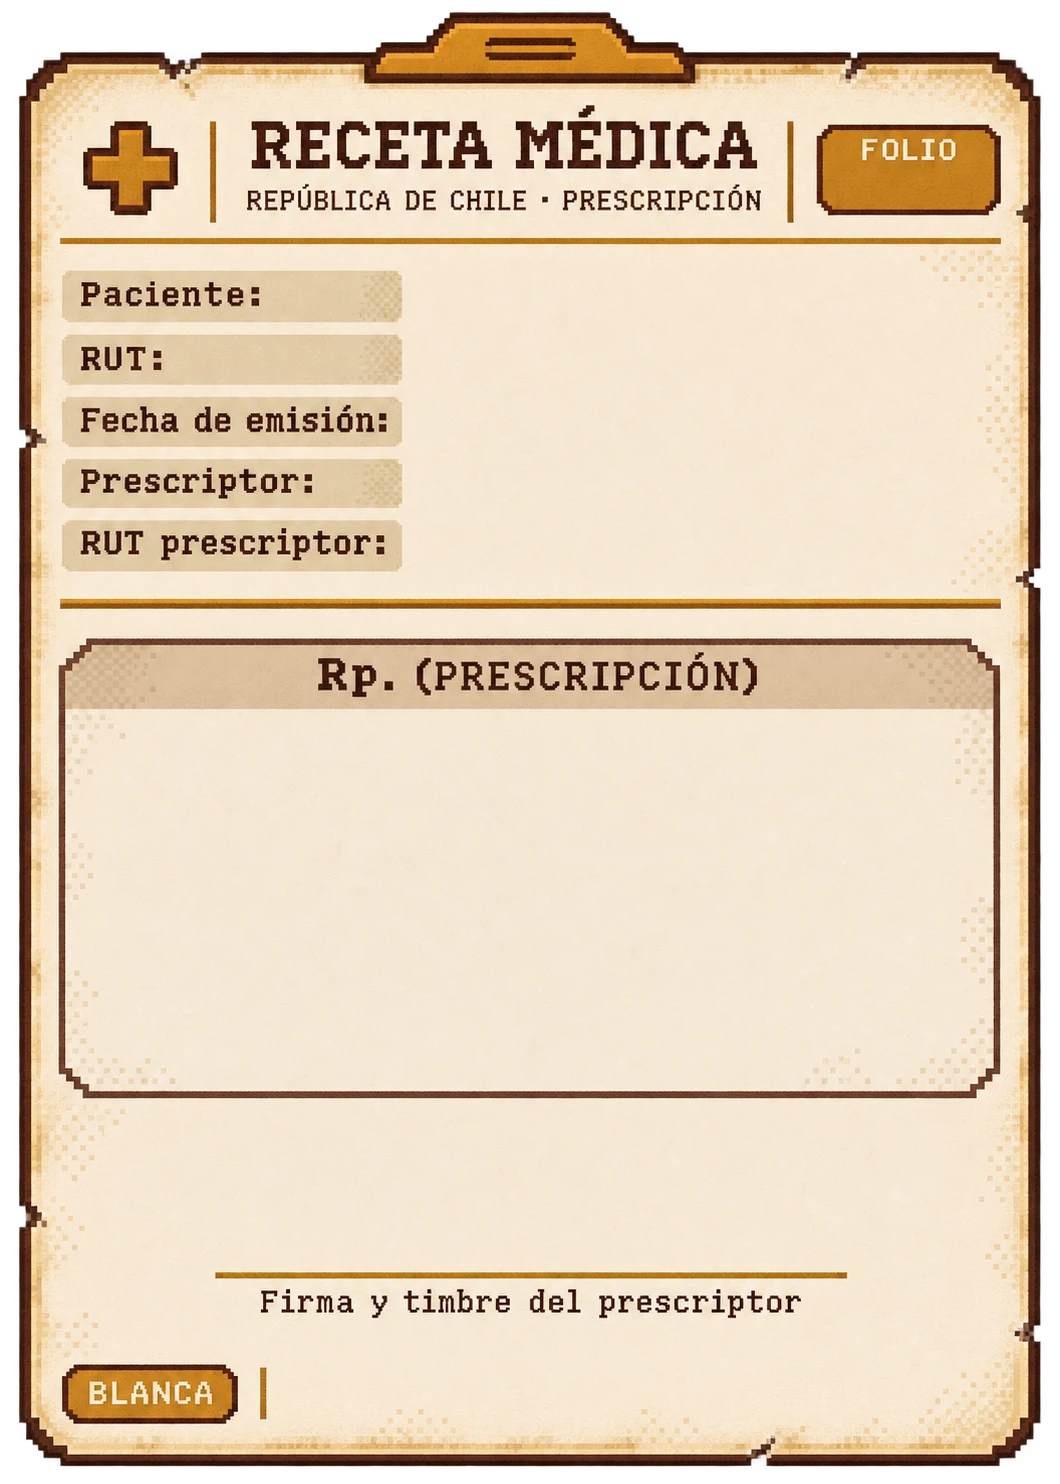 RECETA MÉDICA
REPÚBLICA DE CHILE · PRESCRIPCIÓN
FOLIO
Paciente:
RUT:
Fecha de emisión:
Prescriptor:
RUT prescriptor:
Rp. (PRESCRIPCIÓN)
Firma y timbre del prescriptor
BLANCA